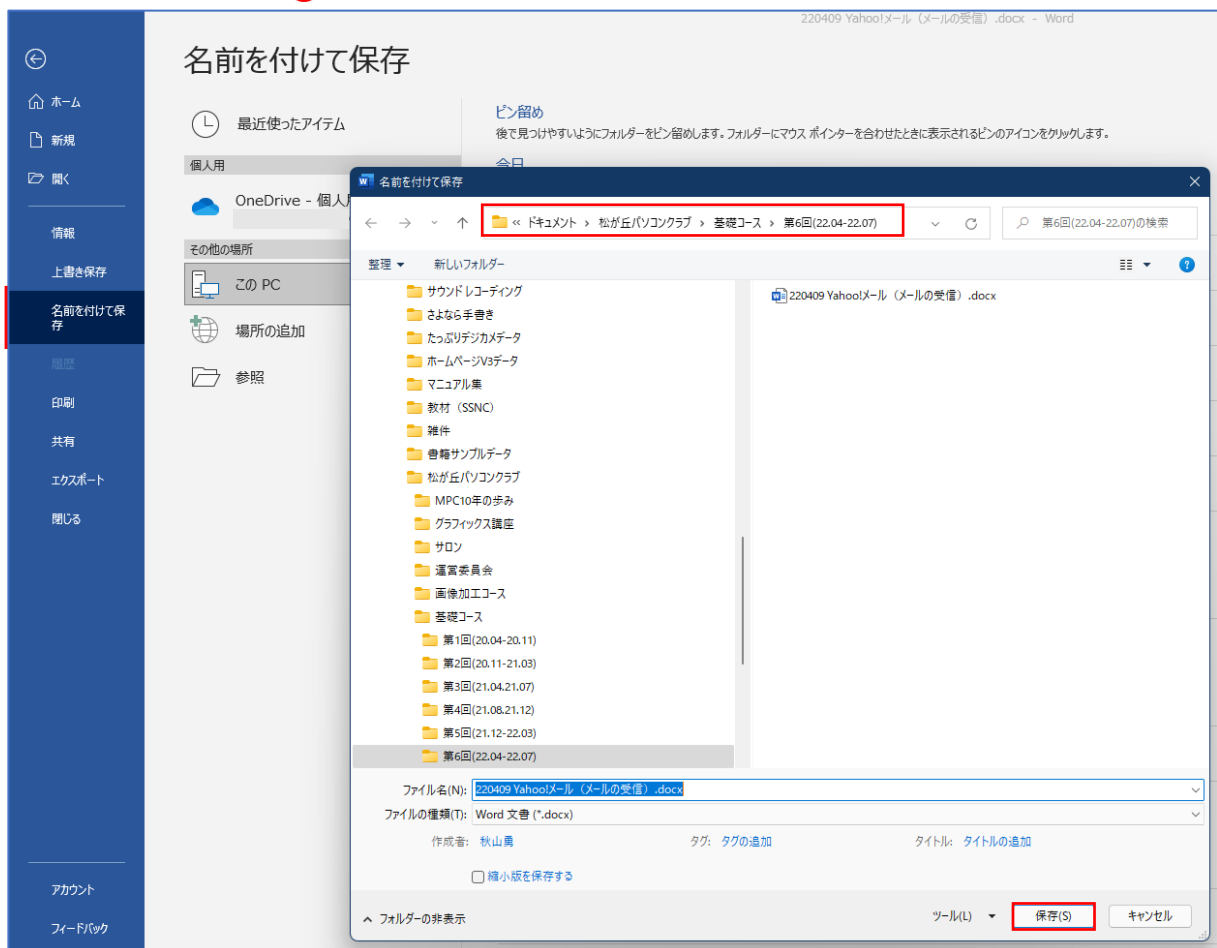 220409 Yahoo!メール（メールの受信）.docx - Word
名前を付けて保存
ホーム
新規
開く
情報
上書き保存
名前を付けて保
存
履歴
印刷
共有
エクスポート
閉じる
アカウント
フィードバック
最近使ったアイテム
個人用
OneDrive - 個人
その他の場所
この PC
場所の追加
参照
ピン留め
後で見つけやすいようにフォルダーをピン留めします。フォルダーにマウス ポインターを合わせたときに表示されるピンのアイコンをクリックします。
今日
名前を付けて保存
« ドキュメント › 松が丘パソコンクラブ › 基礎コース › 第6回(22.04-22.07)
第6回(22.04-22.07)の検索
整理
新しいフォルダー
サウンド レコーディング
さよなら手書き
たっぷりデジカメデータ
ホームページV3データ
マニュアル集
教材（SSNC）
雑件
書籍サンプルデータ
松が丘パソコンクラブ
MPC10年の歩み
グラフィックス講座
サロン
運営委員会
画像加工コース
基礎コース
第1回(20.04-20.11)
第2回(20.11-21.03)
第3回(21.04.21.07)
第4回(21.08.21.12)
第5回(21.12-22.03)
第6回(22.04-22.07)
220409 Yahoo!メール（メールの受信）.docx
ファイル名(N): 220409 Yahoo!メール（メールの受信）.docx
ファイルの種類(T): Word 文書 (*.docx)
作成者: 秋山勇
タグ: タグの追加
タイトル: タイトルの追加
縮小版を保存する
フォルダーの非表示
ツール(L)
保存(S)
キャンセル